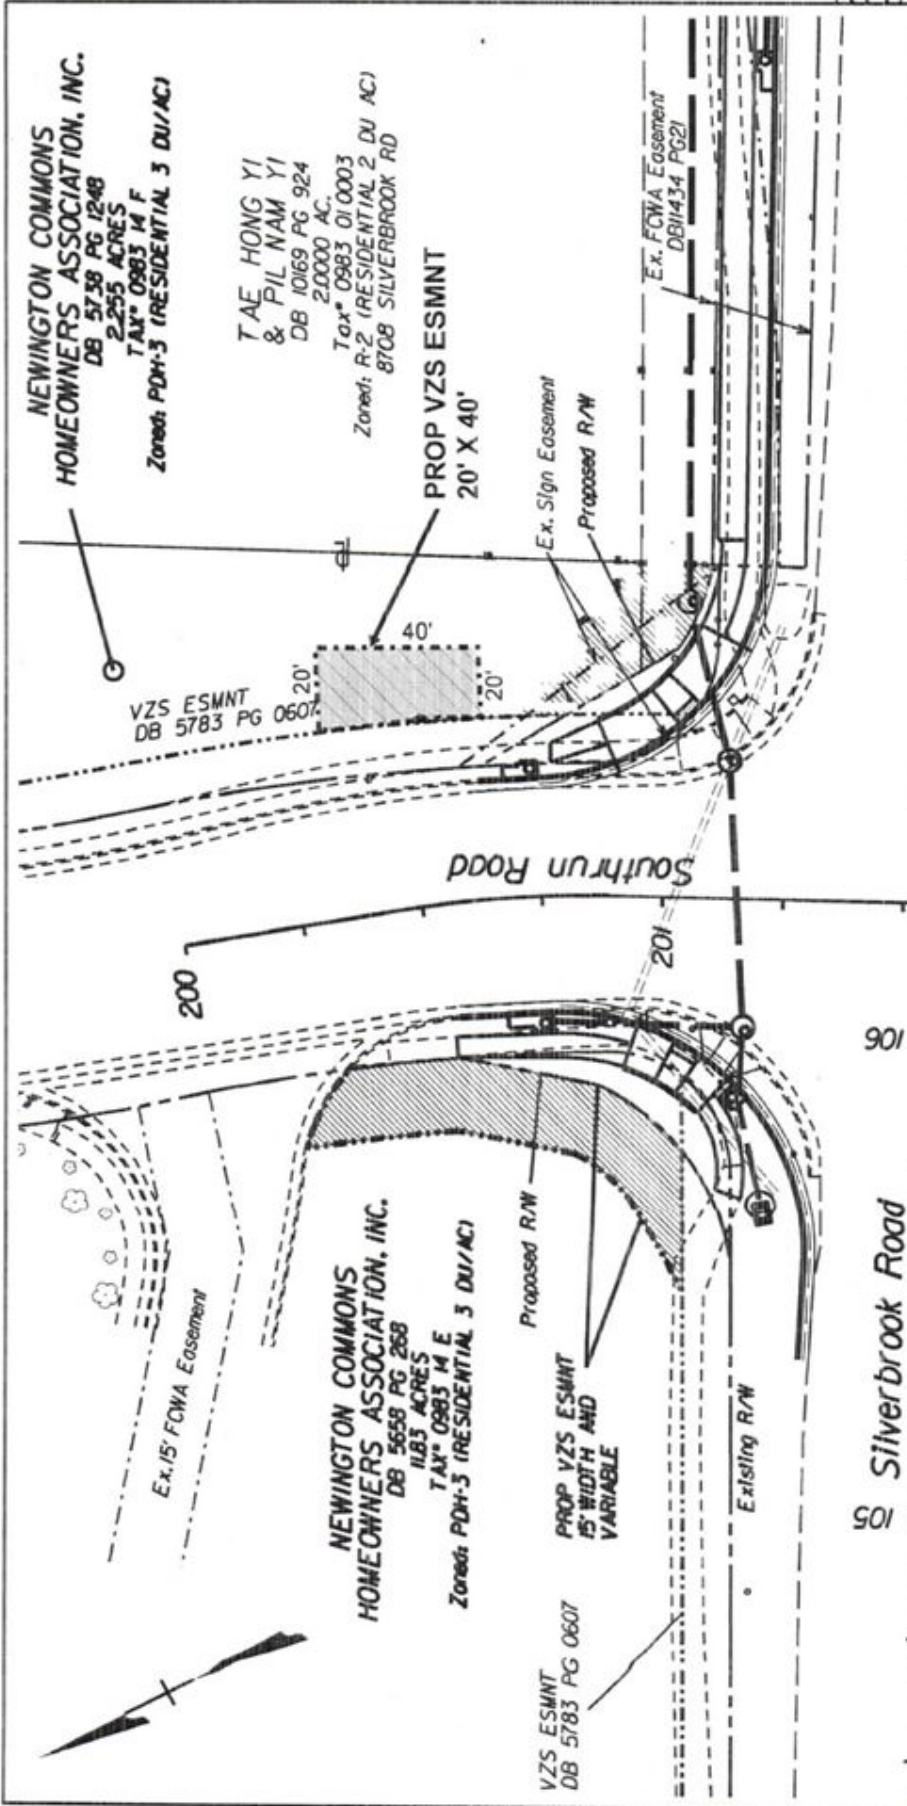 NEWINGTON COMMONS
HOMEOWNERS ASSOCIATION, INC.
DB 5738 PG 1248
2.255 ACRES
TAX# 0983 14 F
Zoned: PDH-3 (RESIDENTIAL 3 DU/AC)
TAE HONG YI
& PIL NAM YI
DB 10169 PG 924
2.0000 AC.
Tax# 0983 01 0003
Zoned: R-2 (RESIDENTIAL 2 DU AC)
8708 SILVERBROOK RD
PROP VZS ESMNT
20' X 40'
Ex. Sign Easement
Proposed R/W
Ex. FCWA Easement
DB11434 PG21
VZS ESMNT
DB 5783 PG 0607
20'
40'
20'
Southrun Road
200
201
NEWINGTON COMMONS
HOMEOWNERS ASSOCIATION, INC.
DB 5658 PG 268
11.83 ACRES
TAX# 0983 14 E
Zoned: PDH-3 (RESIDENTIAL 3 DU/AC)
Ex. 15' FCWA Easement
Proposed R/W
PROP VZS ESMNT
15' WIDTH AND
VARIABLE
VZS ESMNT
DB 5783 PG 0607
Existing R/W
105
106
Silverbrook Road